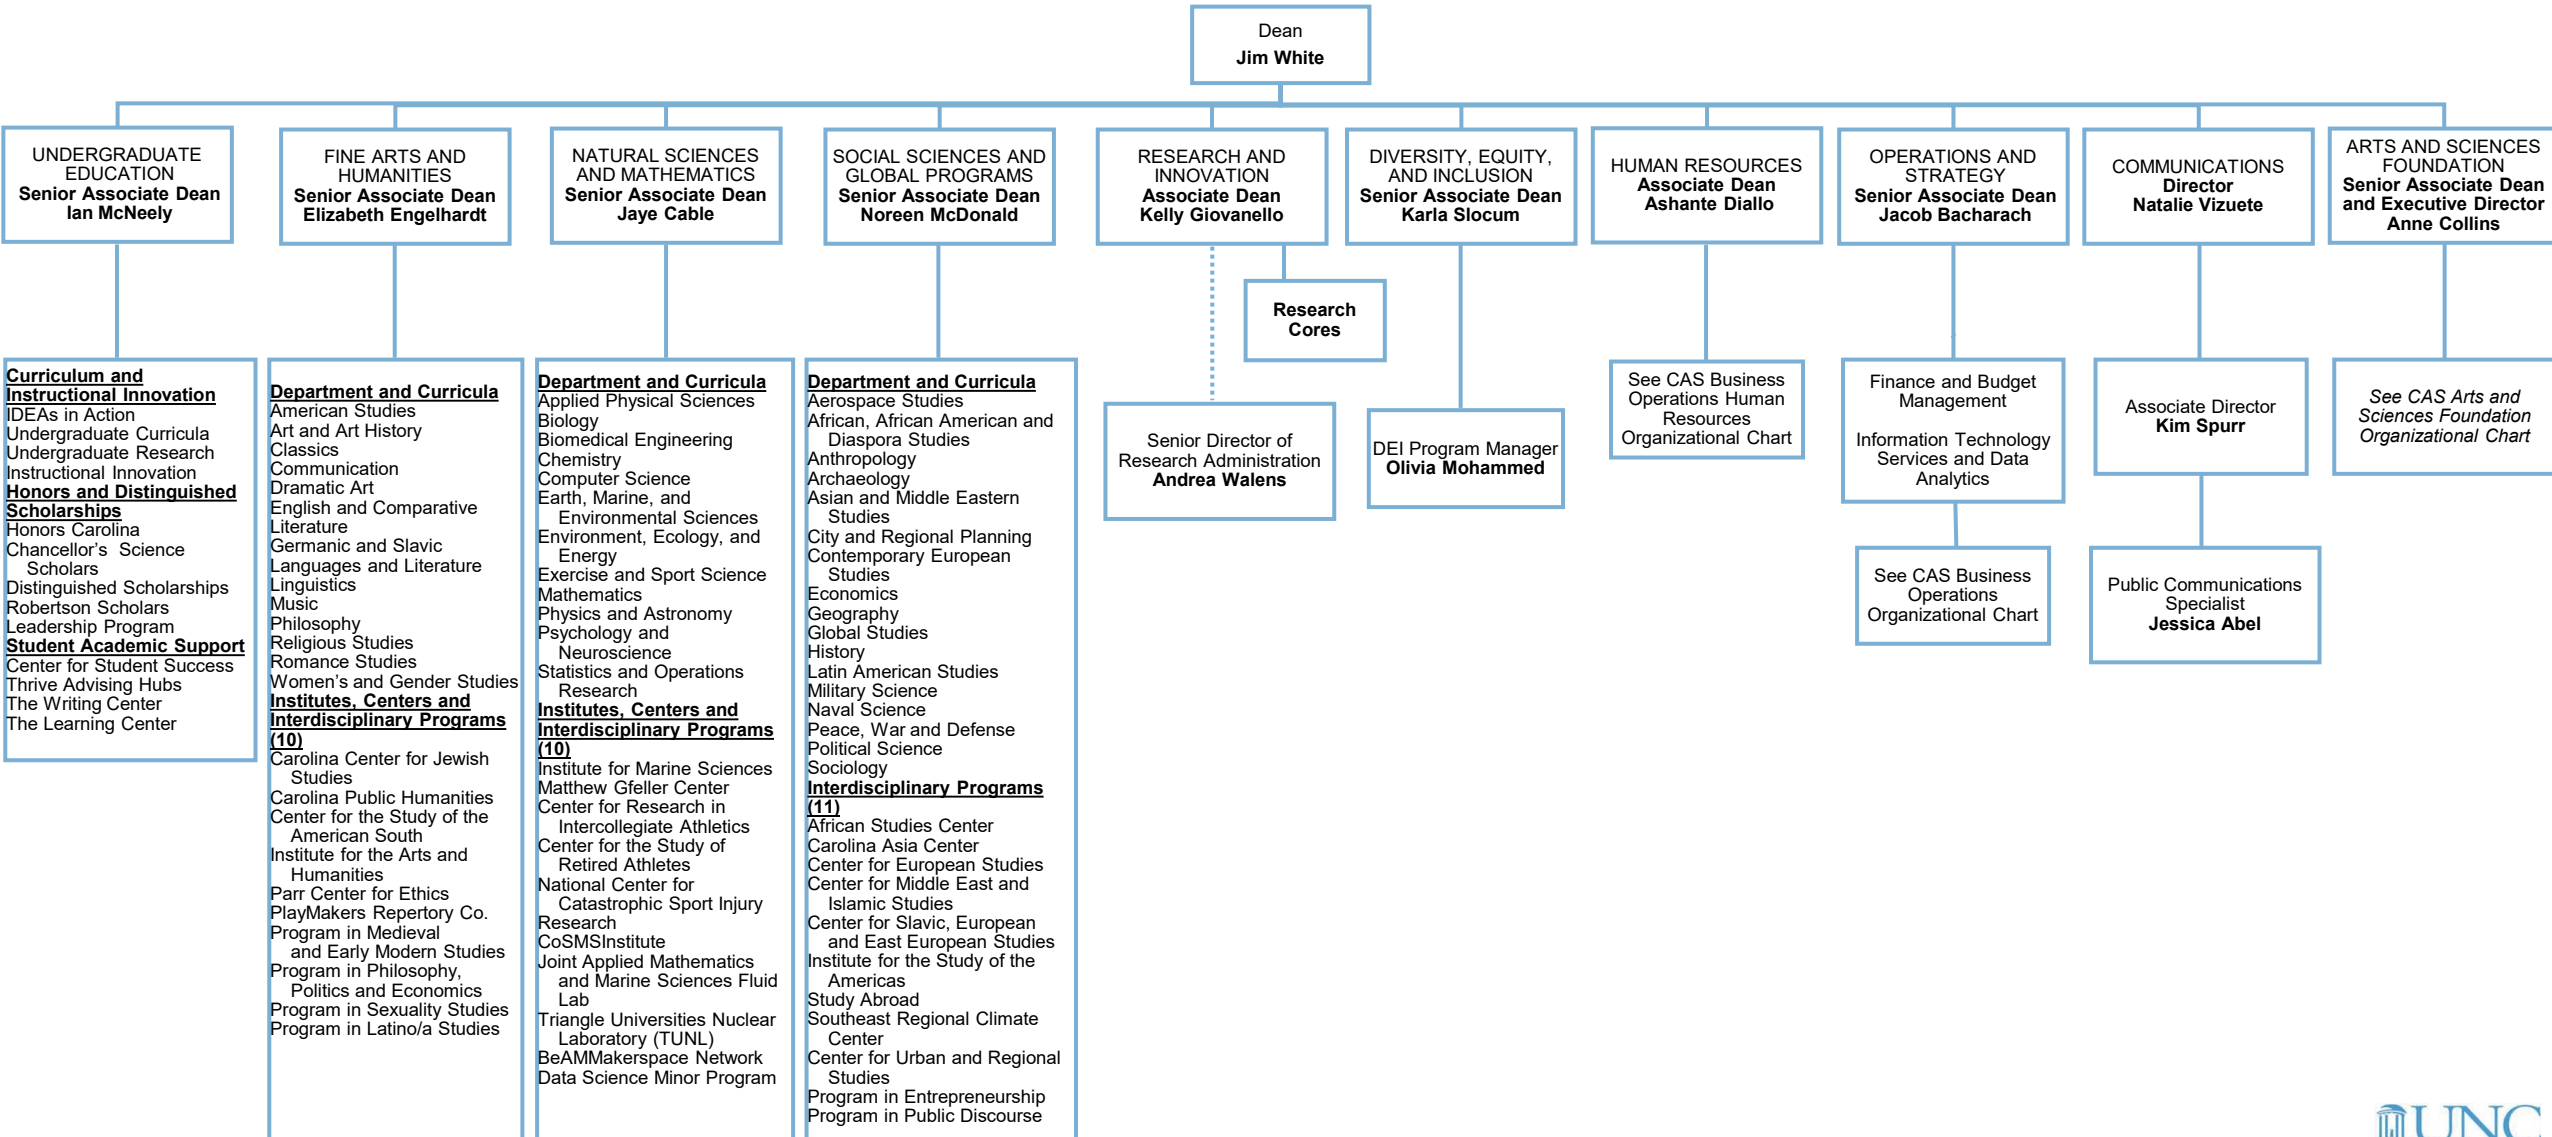 Dean
Jim White
UNDERGRADUATE
EDUCATION
Senior Associate Dean
Ian McNeely
FINE ARTS AND
HUMANITIES
Senior Associate Dean
Elizabeth Engelhardt
NATURAL SCIENCES
AND MATHEMATICS
Senior Associate Dean
Jaye Cable
SOCIAL SCIENCES AND
GLOBAL PROGRAMS
Senior Associate Dean
Noreen McDonald
RESEARCH AND
INNOVATION
Associate Dean
Kelly Giovanello
DIVERSITY, EQUITY,
AND INCLUSION
Senior Associate Dean
Karla Slocum
HUMAN RESOURCES
Associate Dean
Ashante Diallo
OPERATIONS AND
STRATEGY
Senior Associate Dean
Jacob Bacharach
COMMUNICATIONS
Director
Natalie Vizuete
ARTS AND SCIENCES
FOUNDATION
Senior Associate Dean
and Executive Director
Anne Collins
Research
Cores
Curriculum and
Instructional Innovation
IDEAs in Action
Undergraduate Curricula
Undergraduate Research
Instructional Innovation
Honors and Distinguished
Scholarships
Honors Carolina
Chancellor's Science
Scholars
Distinguished Scholarships
Robertson Scholars
Leadership Program
Student Academic Support
Center for Student Success
Thrive Advising Hubs
The Writing Center
The Learning Center
Department and Curricula
American Studies
Art and Art History
Classics
Communication
Dramatic Art
English and Comparative
Literature
Germanic and Slavic
Languages and Literature
Linguistics
Music
Philosophy
Religious Studies
Romance Studies
Women's and Gender Studies
Institutes, Centers and
Interdisciplinary Programs
(10)
Carolina Center for Jewish
Studies
Carolina Public Humanities
Center for the Study of the
American South
Institute for the Arts and
Humanities
Parr Center for Ethics
PlayMakers Repertory Co.
Program in Medieval
and Early Modern Studies
Program in Philosophy,
Politics and Economics
Program in Sexuality Studies
Program in Latino/a Studies
Department and Curricula
Applied Physical Sciences
Biology
Biomedical Engineering
Chemistry
Computer Science
Earth, Marine, and
Environmental Sciences
Environment, Ecology, and
Energy
Exercise and Sport Science
Mathematics
Physics and Astronomy
Psychology and
Neuroscience
Statistics and Operations
Research
Institutes, Centers and
Interdisciplinary Programs
(10)
Institute for Marine Sciences
Matthew Gfeller Center
Center for Research in
Intercollegiate Athletics
Center for the Study of
Retired Athletes
National Center for
Catastrophic Sport Injury
Research
CoSMSInstitute
Joint Applied Mathematics
and Marine Sciences Fluid
Lab
Triangle Universities Nuclear
Laboratory (TUNL)
BeAMMakerspace Network
Data Science Minor Program
Department and Curricula
Aerospace Studies
African, African American and
Diaspora Studies
Anthropology
Archaeology
Asian and Middle Eastern
Studies
City and Regional Planning
Contemporary European
Studies
Economics
Geography
Global Studies
History
Latin American Studies
Military Science
Naval Science
Peace, War and Defense
Political Science
Sociology
Interdisciplinary Programs
(11)
African Studies Center
Carolina Asia Center
Center for European Studies
Center for Middle East and
Islamic Studies
Center for Slavic, European
and East European Studies
Institute for the Study of the
Americas
Study Abroad
Southeast Regional Climate
Center
Center for Urban and Regional
Studies
Program in Entrepreneurship
Program in Public Discourse
Senior Director of
Research Administration
Andrea Walens
DEI Program Manager
Olivia Mohammed
See CAS Business
Operations Human
Resources
Organizational Chart
Finance and Budget
Management
Information Technology
Services and Data
Analytics
See CAS Business
Operations
Organizational Chart
Associate Director
Kim Spurr
Public Communications
Specialist
Jessica Abel
See CAS Arts and
Sciences Foundation
Organizational Chart
UNC